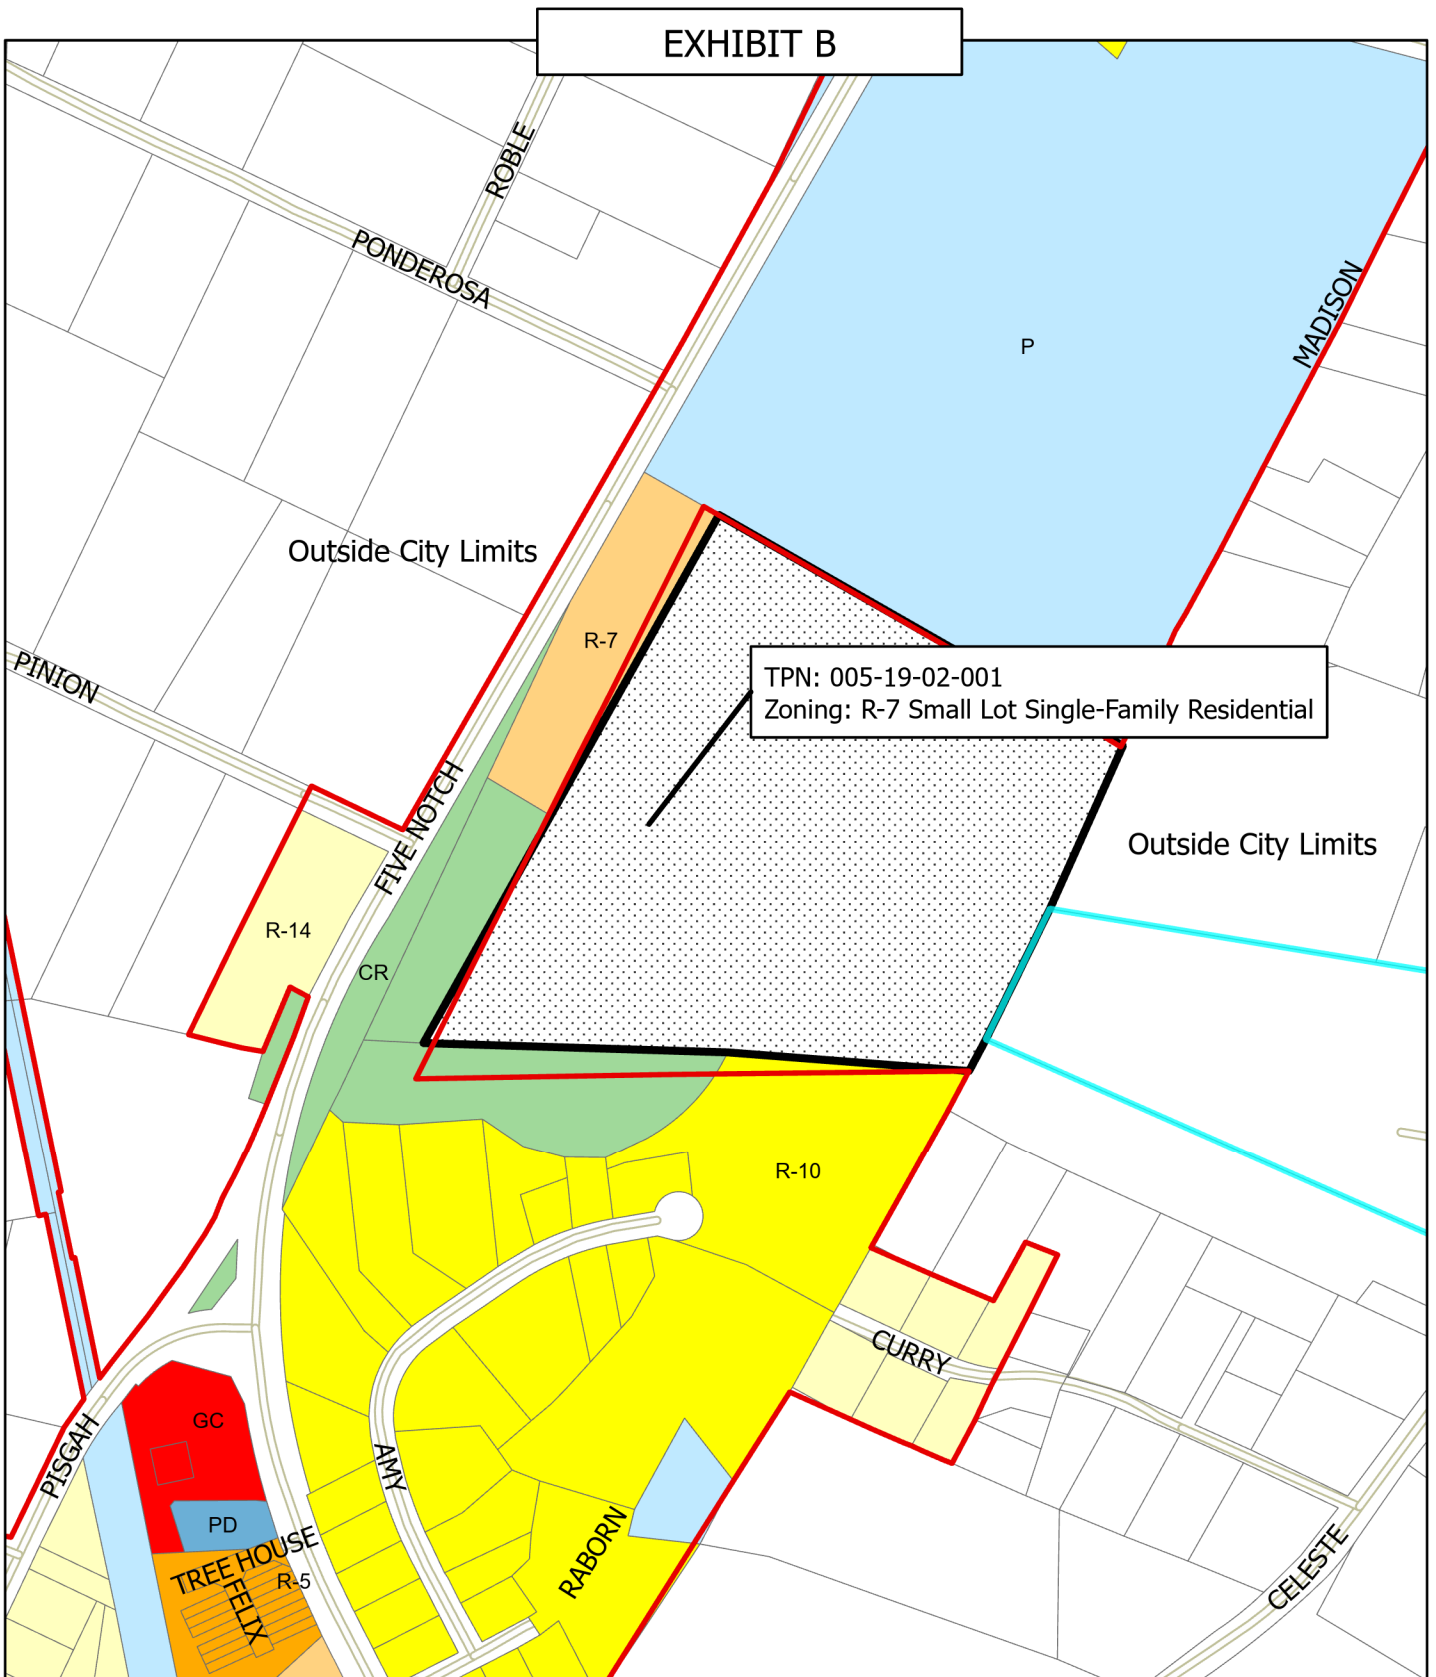 EXHIBIT B
ROBLE
PONDEROSA
MADISON
P
Outside City Limits
R-7
PINION
TPN: 005-19-02-001
Zoning: R-7 Small Lot Single-Family Residential
FIVE NOTCH
Outside City Limits
R-14
CR
R-10
CURRY
GC
PISGAH
AMY
PD
TREE HOUSE
R-5
FELIX
RABORN
CELESTE